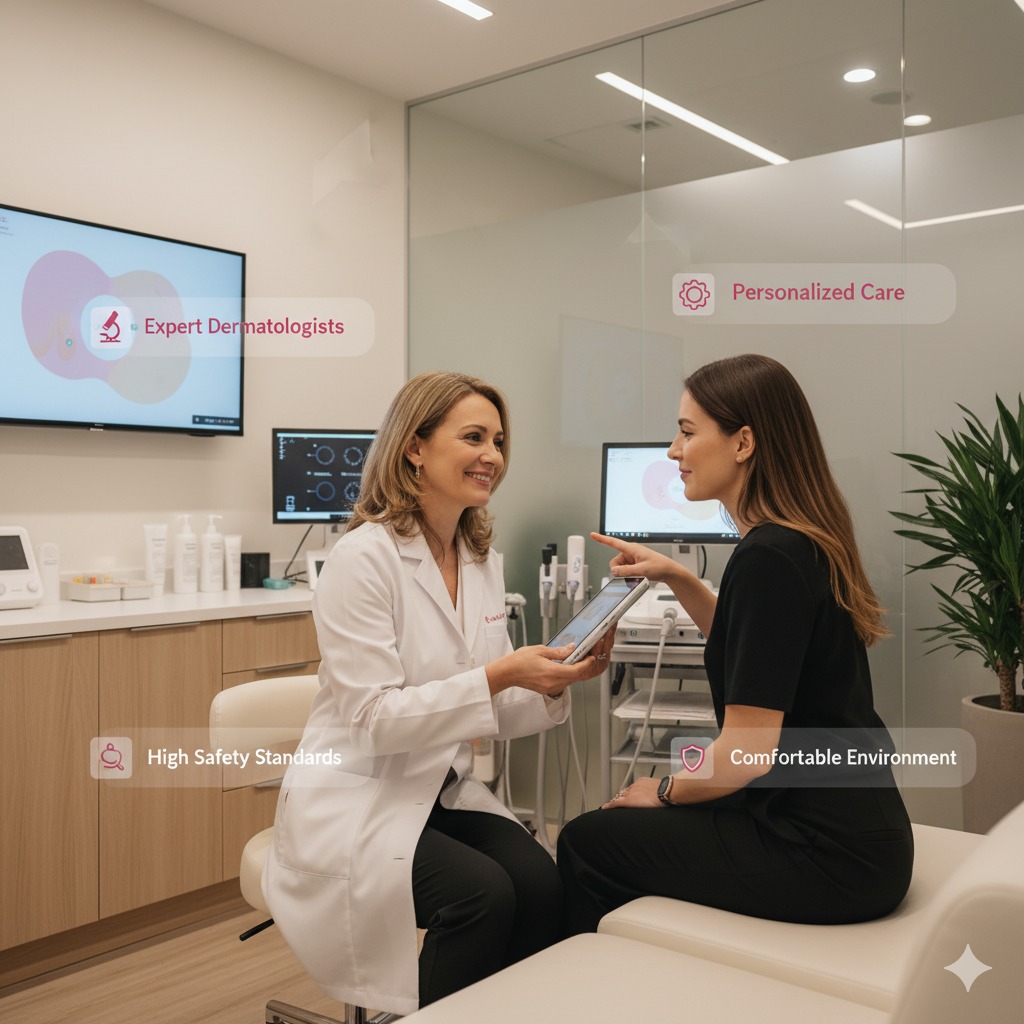 Personalized Care
Expert Dermatologists
High Safety Standards
Comfortable Environment